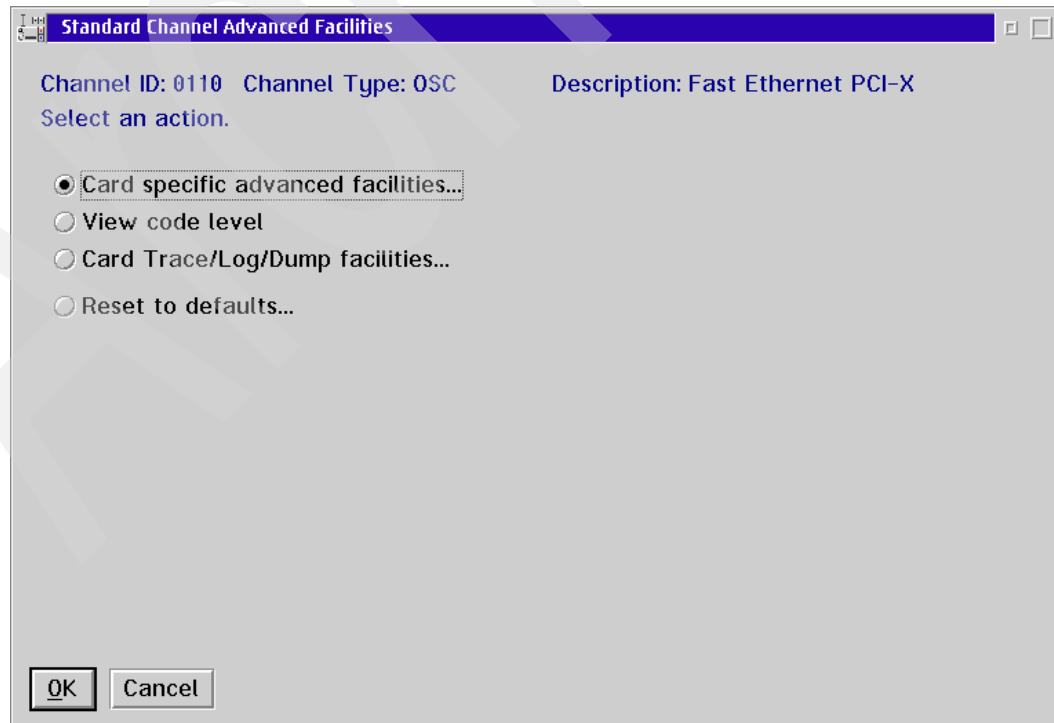 Standard Channel Advanced Facilities
Channel ID: 0110 Channel Type: OSC Description: Fast Ethernet PCI-X
Select an action.
Card specific advanced facilities...
View code level
Card Trace/Log/Dump facilities...
Reset to defaults...
OK Cancel